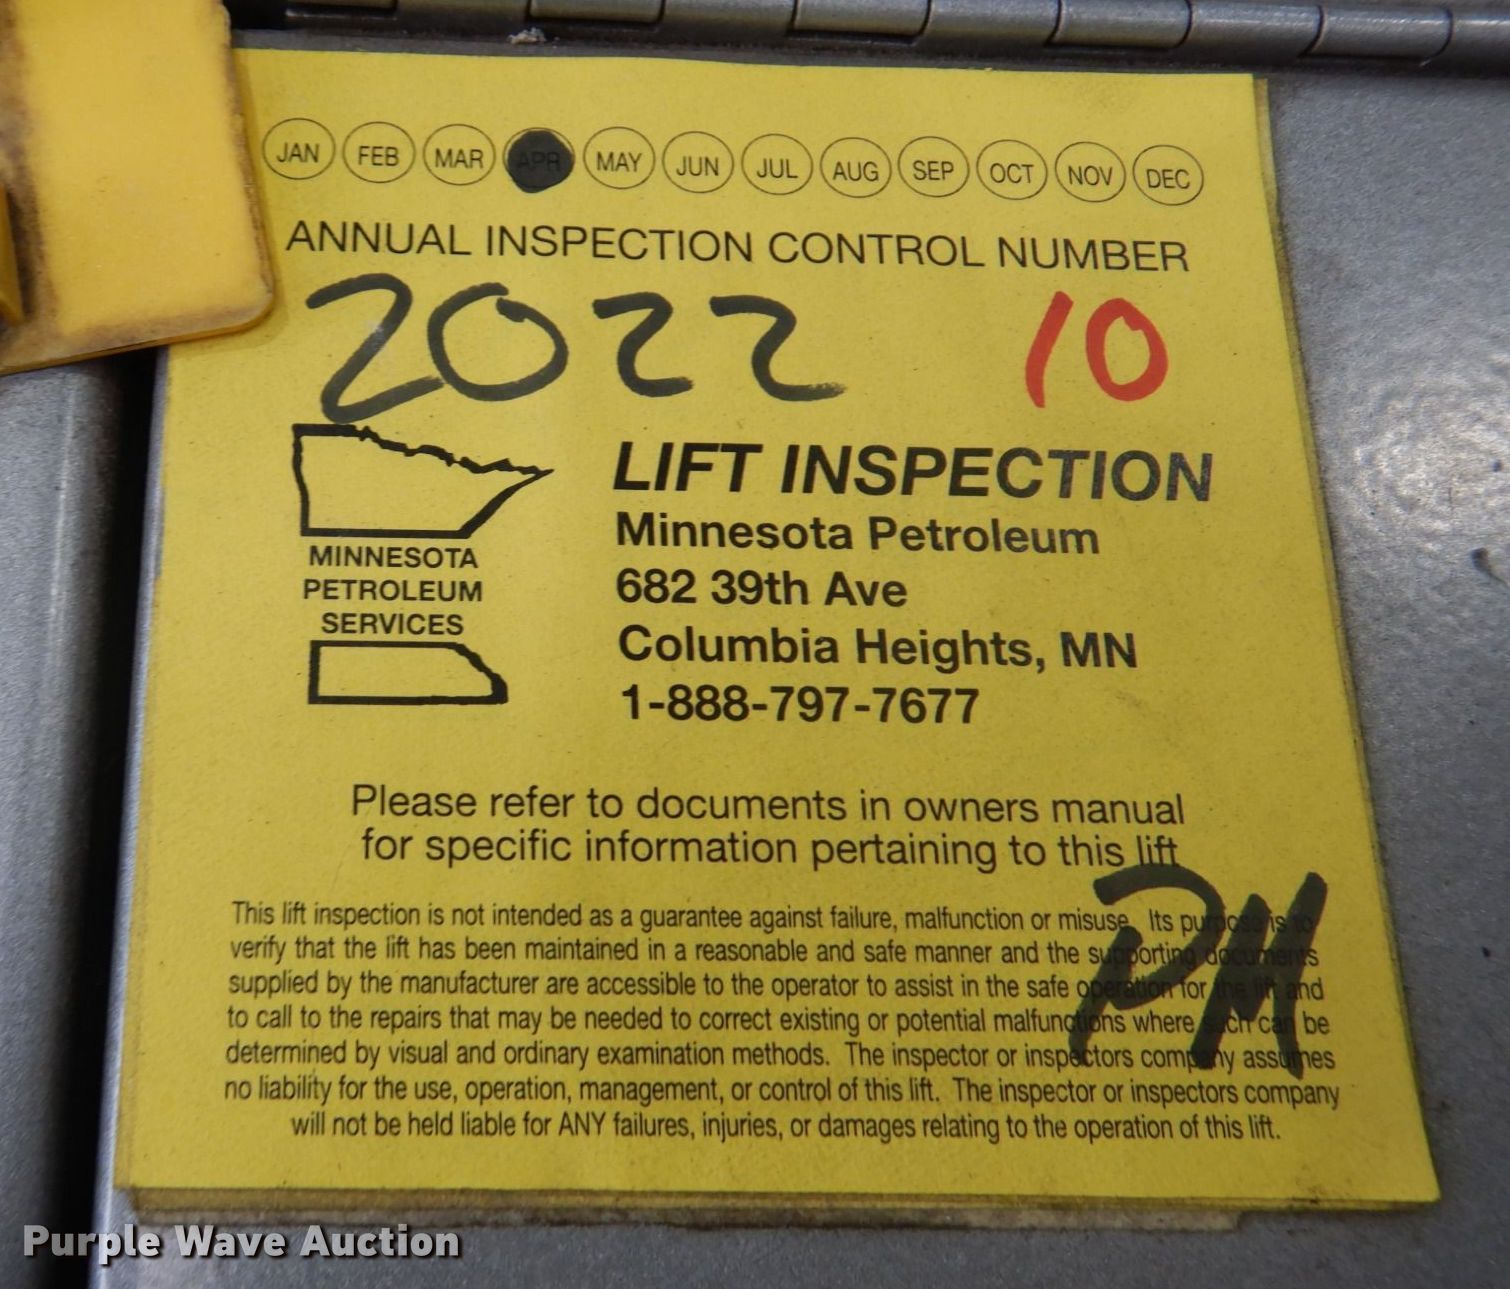 JAN FEB MAR APR MAY JUN JUL AUG SEP OCT NOV DEC
ANNUAL INSPECTION CONTROL NUMBER
2022 10
LIFT INSPECTION
Minnesota Petroleum
682 39th Ave
Columbia Heights, MN
1-888-797-7677
MINNESOTA
PETROLEUM
SERVICES
Please refer to documents in owners manual
for specific information pertaining to this lift
This lift inspection is not intended as a guarantee against failure, malfunction or misuse. Its purpose is to
verify that the lift has been maintained in a reasonable and safe manner and the supporting documents
supplied by the manufacturer are accessible to the operator to assist in the safe operation for the lift and
to call to the repairs that may be needed to correct existing or potential malfunctions where such can be
determined by visual and ordinary examination methods. The inspector or inspectors company assumes
no liability for the use, operation, management, or control of this lift. The inspector or inspectors company
will not be held liable for ANY failures, injuries, or damages relating to the operation of this lift.
Purple Wave Auction